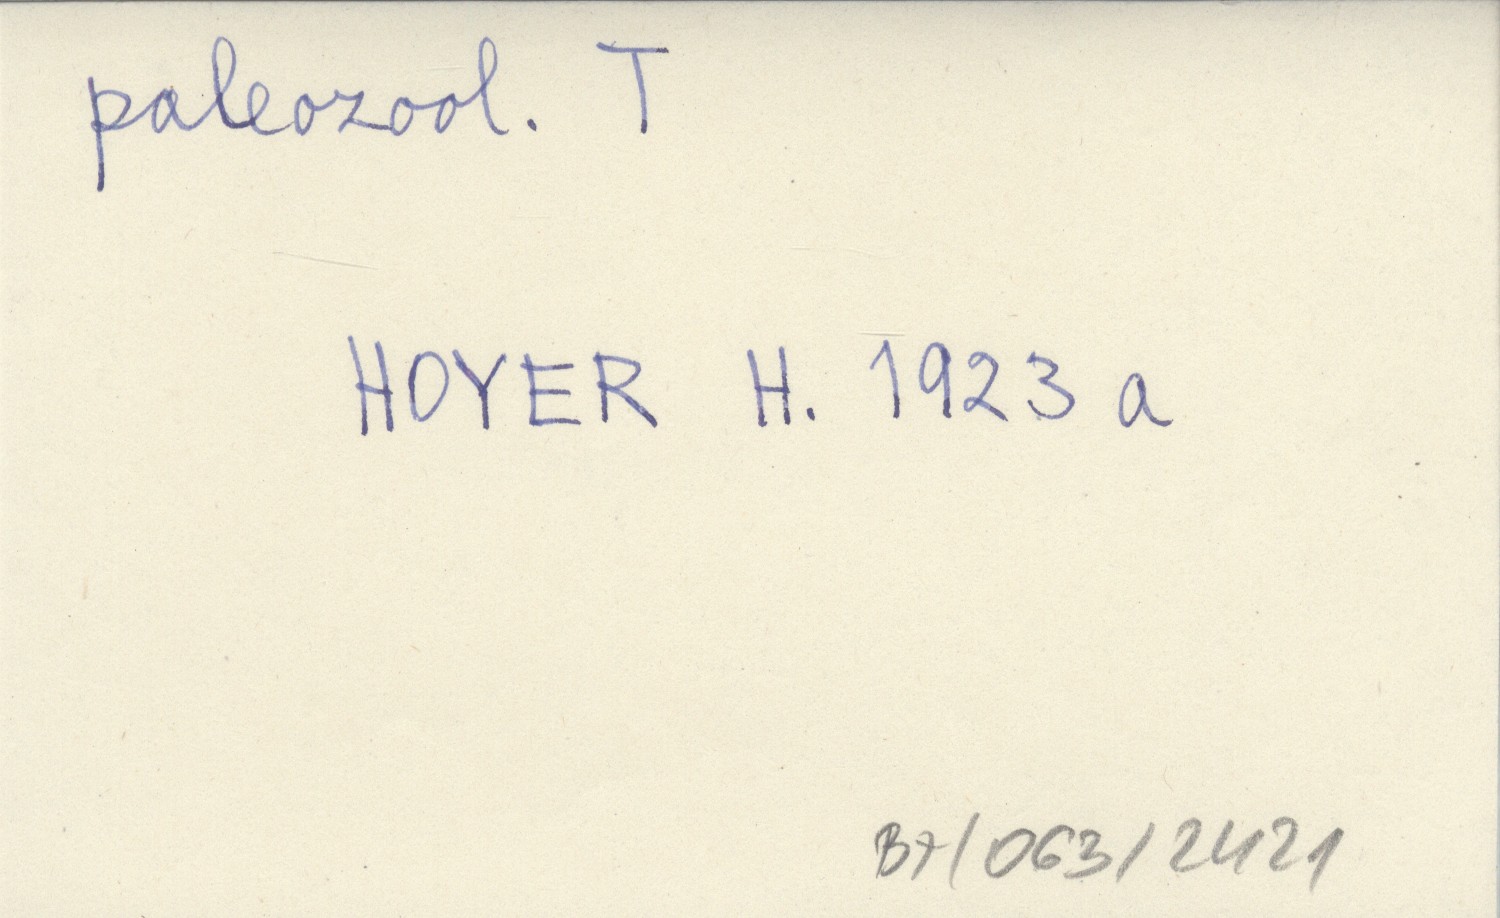 paleozool. T
HOYER H. 1923 a
B7/063/2421